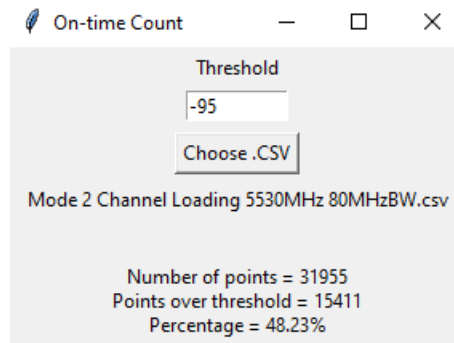 On-time Count
Threshold
-95
Choose .CSV
Mode 2 Channel Loading 5530MHz 80MHzBW.csv
Number of points = 31955
Points over threshold = 15411
Percentage = 48.23%